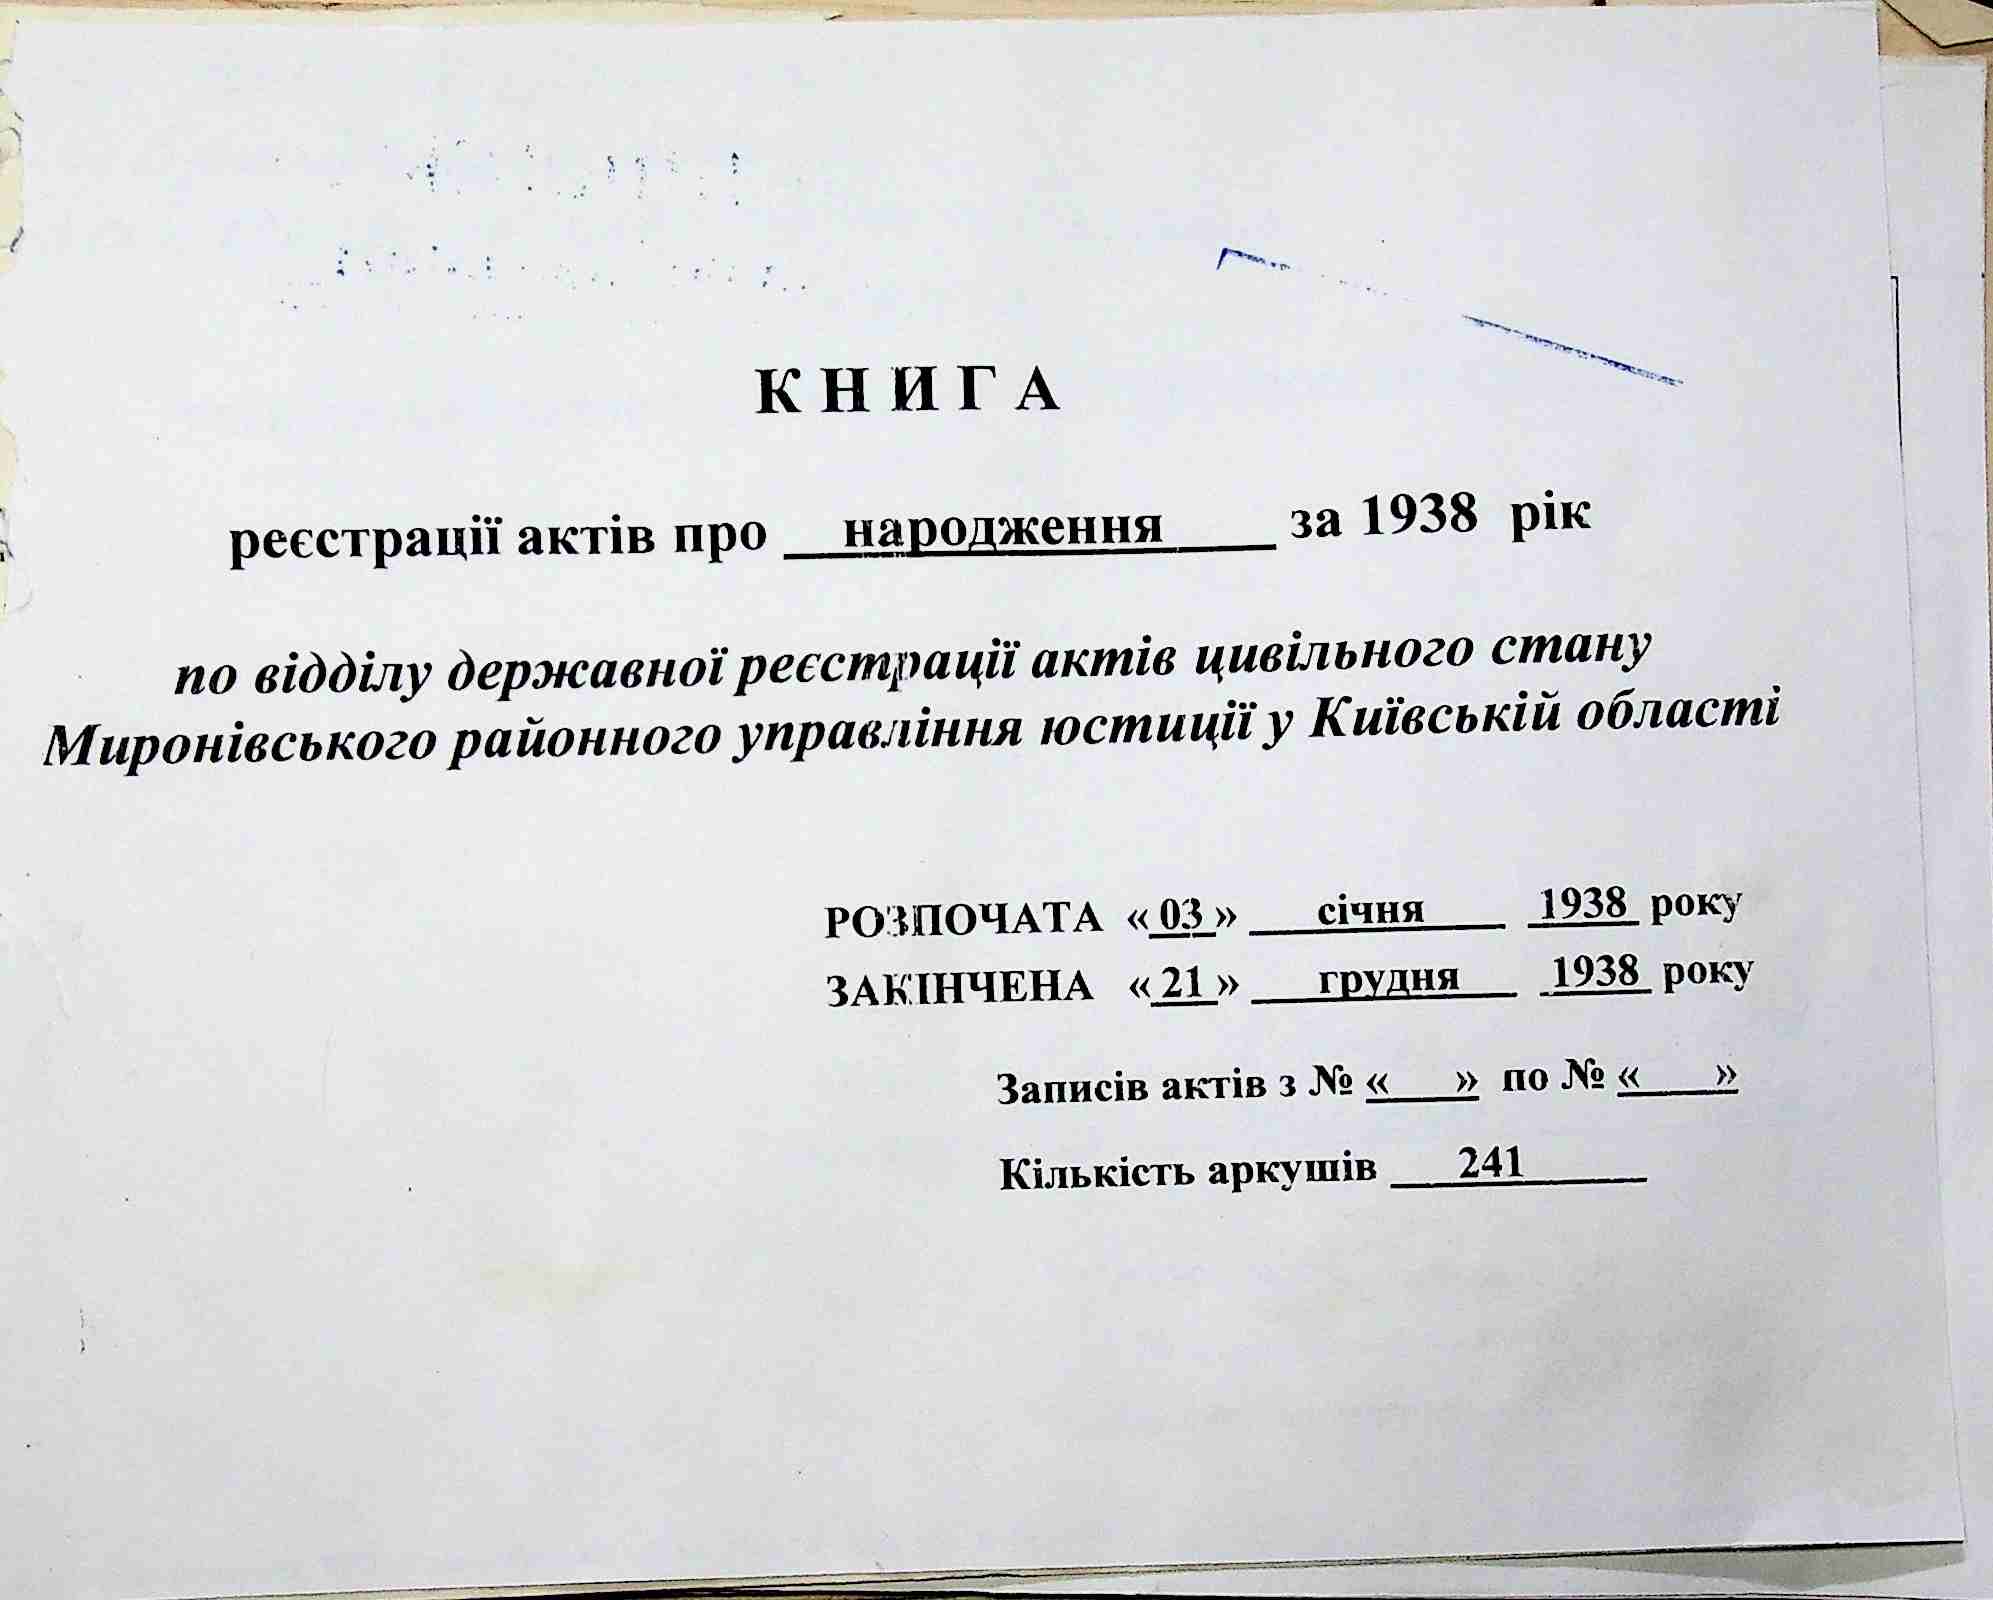 КНИГА
реєстрації актів про народження за 1938 рік
по відділу державної реєстрації актів цивільного стану
Миронівського районного управління юстиції у Київській області
РОЗПОЧАТА « 03 » січня 1938 року
ЗАКІНЧЕНА « 21 » грудня 1938 року
Записів актів з № « » по № « »
Кількість аркушів 241